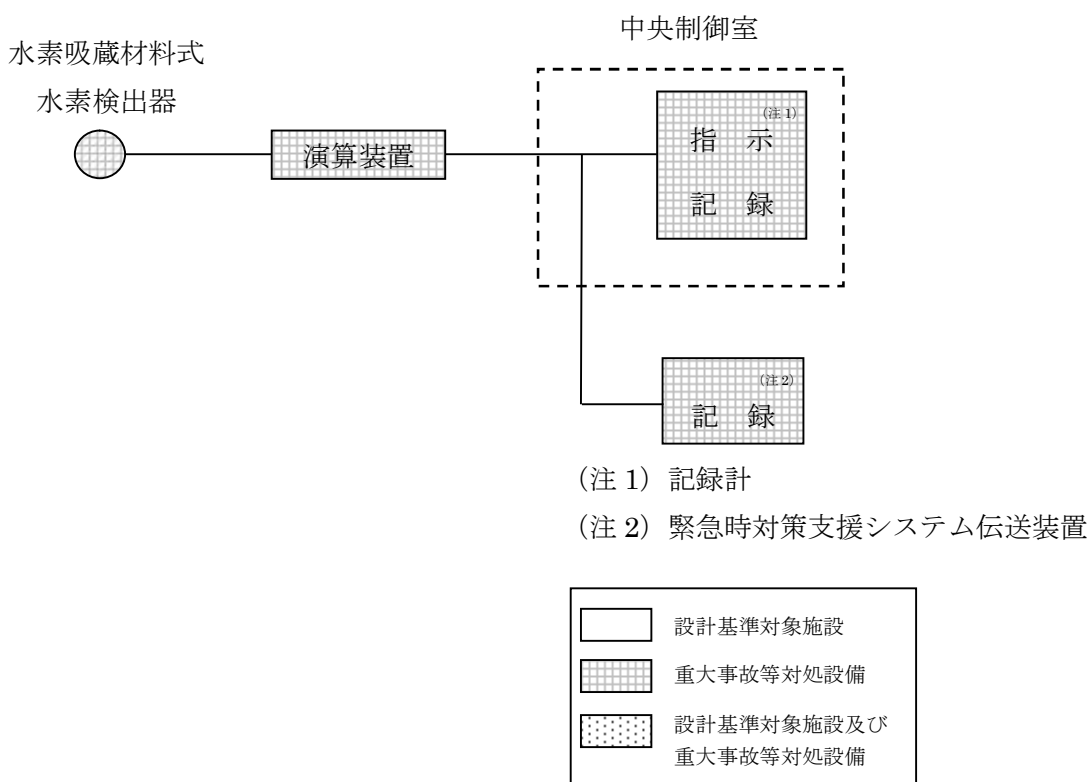 中央制御室
水素吸蔵材料式
水素検出器
演算装置
(注1)
指 示
記 録
(注2)
記 録
(注 1) 記録計
(注 2) 緊急時対策支援システム伝送装置
設計基準対象施設
重大事故等対処設備
設計基準対象施設及び
重大事故等対処設備